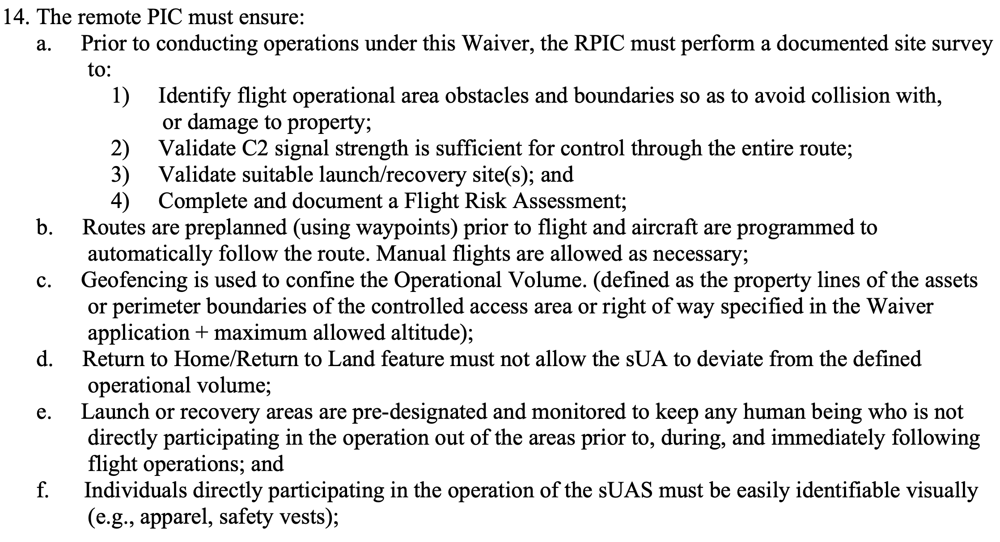 14. The remote PIC must ensure:
a. Prior to conducting operations under this Waiver, the RPIC must perform a documented site survey
to:
1) Identify flight operational area obstacles and boundaries so as to avoid collision with,
or damage to property;
2) Validate C2 signal strength is sufficient for control through the entire route;
3) Validate suitable launch/recovery site(s); and
4) Complete and document a Flight Risk Assessment;
b. Routes are preplanned (using waypoints) prior to flight and aircraft are programmed to
automatically follow the route. Manual flights are allowed as necessary;
c. Geofencing is used to confine the Operational Volume. (defined as the property lines of the assets
or perimeter boundaries of the controlled access area or right of way specified in the Waiver
application + maximum allowed altitude);
d. Return to Home/Return to Land feature must not allow the sUA to deviate from the defined
operational volume;
e. Launch or recovery areas are pre-designated and monitored to keep any human being who is not
directly participating in the operation out of the areas prior to, during, and immediately following
flight operations; and
f. Individuals directly participating in the operation of the sUAS must be easily identifiable visually
(e.g., apparel, safety vests);